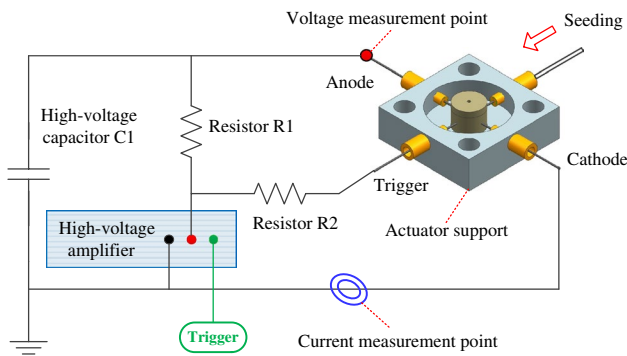 Voltage measurement point
Seeding
Anode
High-voltage
capacitor C1
Resistor R1
Cathode
Trigger
Resistor R2
High-voltage
amplifier
Actuator support
Trigger
Current measurement point